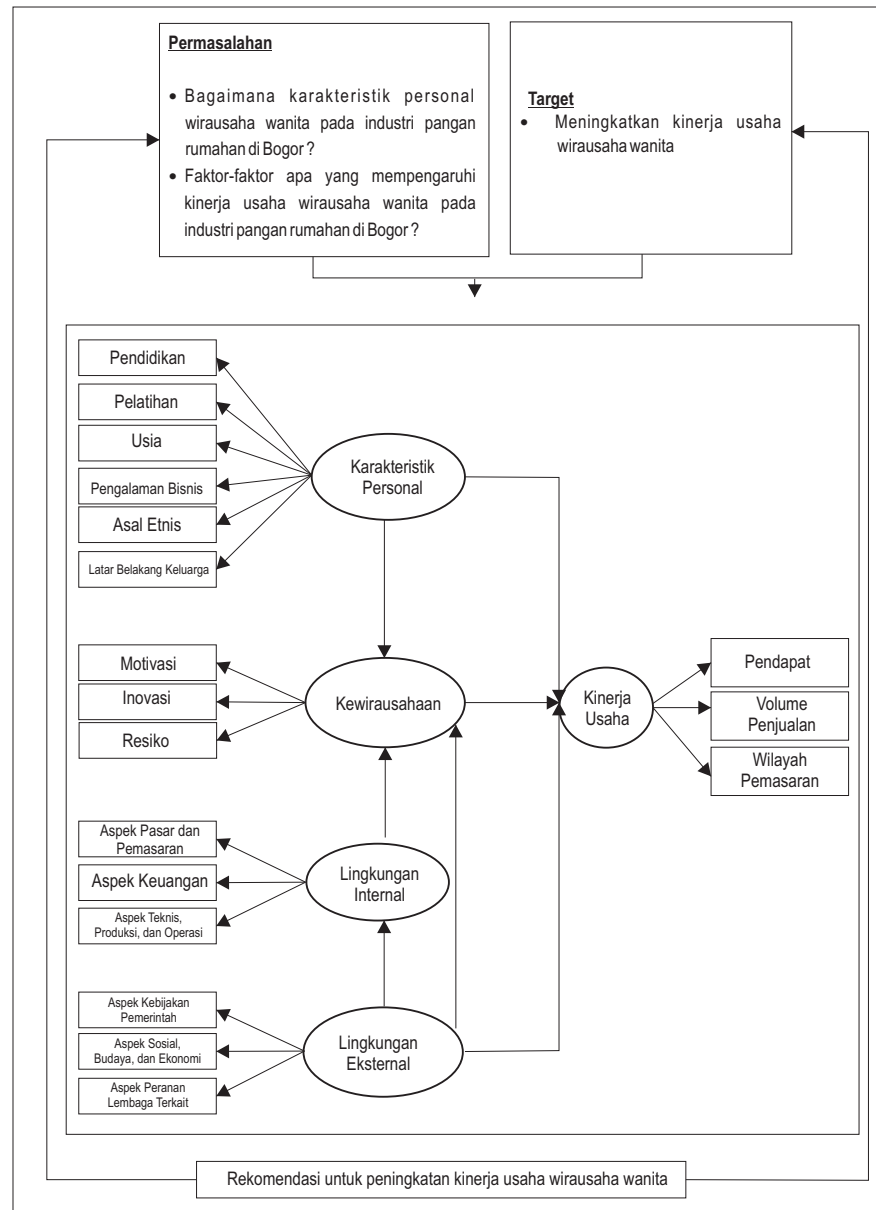 Permasalahan
• Bagaimana karakteristik personal
wirausaha wanita pada industri pangan
rumahan di Bogor ?
• Faktor-faktor apa yang mempengaruhi
kinerja usaha wirausaha wanita pada
industri pangan rumahan di Bogor ?
Target
• Meningkatkan kinerja usaha
wirausaha wanita
Pendidikan
Pelatihan
Usia
Pengalaman Bisnis
Asal Etnis
Latar Belakang Keluarga
Karakteristik
Personal
Motivasi
Inovasi
Resiko
Kewirausahaan
Kinerja
Usaha
Pendapat
Volume
Penjualan
Wilayah
Pemasaran
Aspek Pasar dan
Pemasaran
Aspek Keuangan
Aspek Teknis,
Produksi, dan Operasi
Lingkungan
Internal
Aspek Kebijakan
Pemerintah
Aspek Sosial,
Budaya, dan Ekonomi
Aspek Peranan
Lembaga Terkait
Lingkungan
Eksternal
Rekomendasi untuk peningkatan kinerja usaha wirausaha wanita